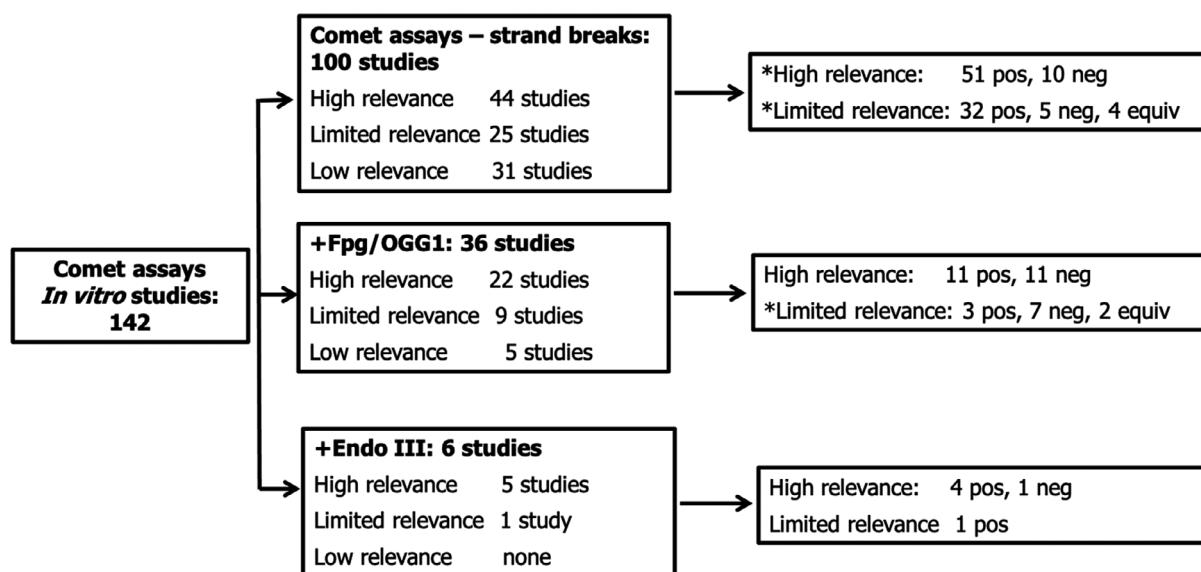 Comet assays
In vitro studies:
142
Comet assays – strand breaks:
100 studies
High relevance 44 studies
Limited relevance 25 studies
Low relevance 31 studies
*High relevance: 51 pos, 10 neg
*Limited relevance: 32 pos, 5 neg, 4 equiv
+Fpg/OGG1: 36 studies
High relevance 22 studies
Limited relevance 9 studies
Low relevance 5 studies
High relevance: 11 pos, 11 neg
*Limited relevance: 3 pos, 7 neg, 2 equiv
+Endo III: 6 studies
High relevance 5 studies
Limited relevance 1 study
Low relevance none
High relevance: 4 pos, 1 neg
Limited relevance 1 pos